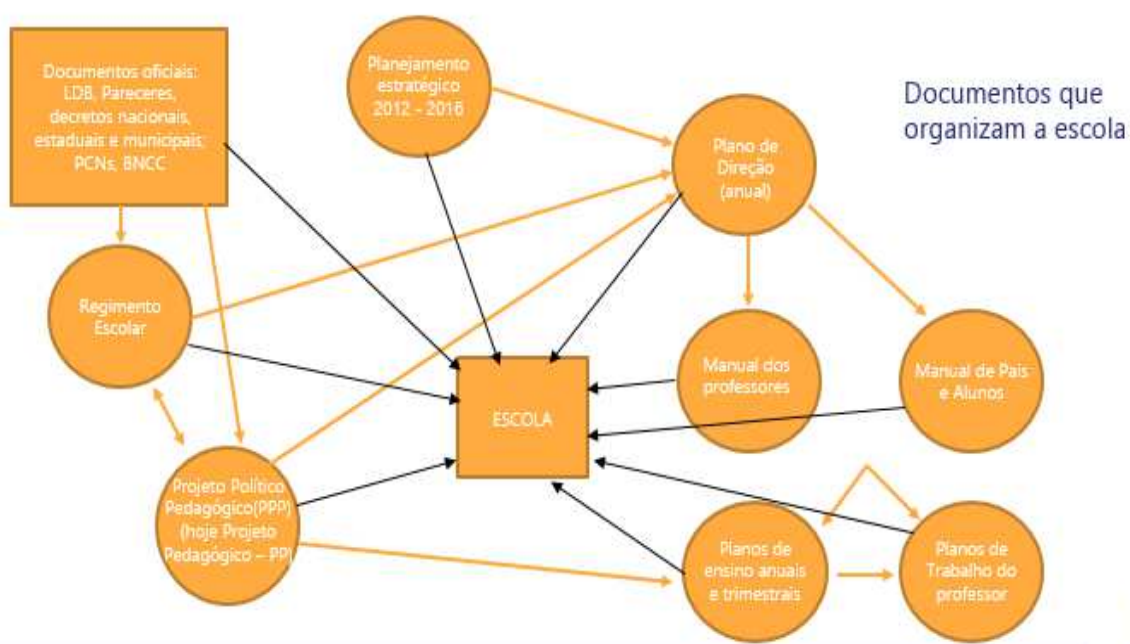 Documentos oficiais:
LDB, Pareceres,
decretos nacionais,
estaduais e municipais;
PCNs, BNCC
Planejamento
estratégico
2012 - 2016
Documentos que
organizam a escola
Plano de
Direção
(anual)
Regimento
Escolar
Manual dos
professores
Manual de Pais
e Alunos
ESCOLA
Projeto Político
Pedagógico(PPP)
(hoje Projeto
Pedagógico – PP)
Planos de
ensino anuais
e trimestrais
Planos de
Trabalho do
professor